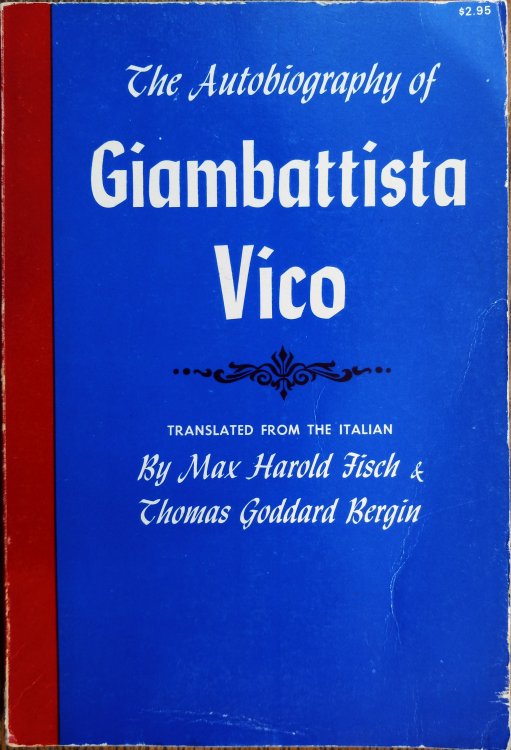 $2.95
The Autobiography of
Giambattista
Vico
TRANSLATED FROM THE ITALIAN
By Max Harold Fisch &
Thomas Goddard Bergin